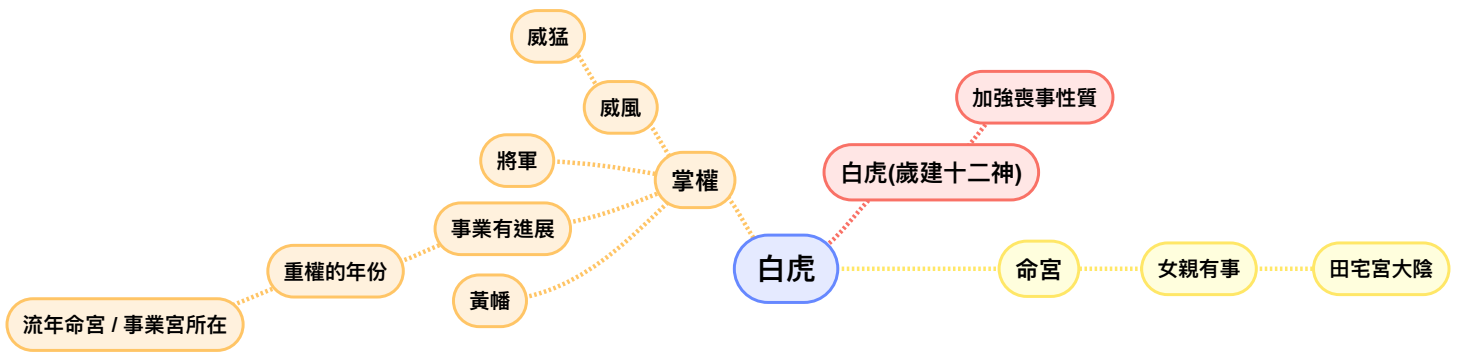 威猛
威風
加強喪事性質
將軍
掌權
白虎(歲建十二神)
事業有進展
白虎
命宮
女親有事
田宅宮大陰
重權的年份
黃幡
流年命宮 / 事業宮所在